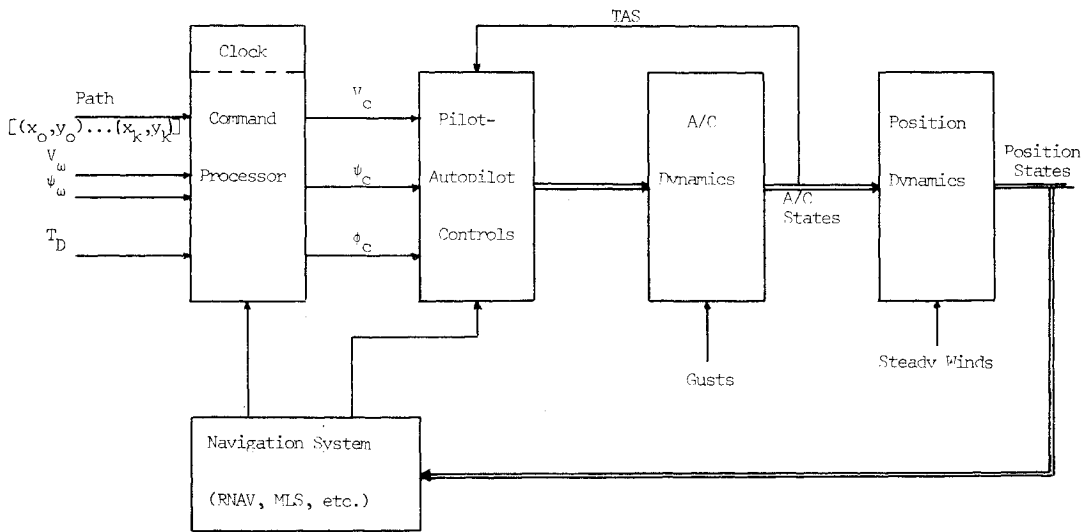 TAS
Clock
Path
[(x_o,y_o)...(x_k,y_k)]
V_ω
ψ_ω
T_D
Command
Processor
V_c
ψ_c
φ_c
Pilot-
Autopilot
Controls
A/C
Dynamics
A/C
States
Position
Dynamics
Position
States
Gusts
Steady Winds
Navigation System
(RNAV, MLS, etc.)